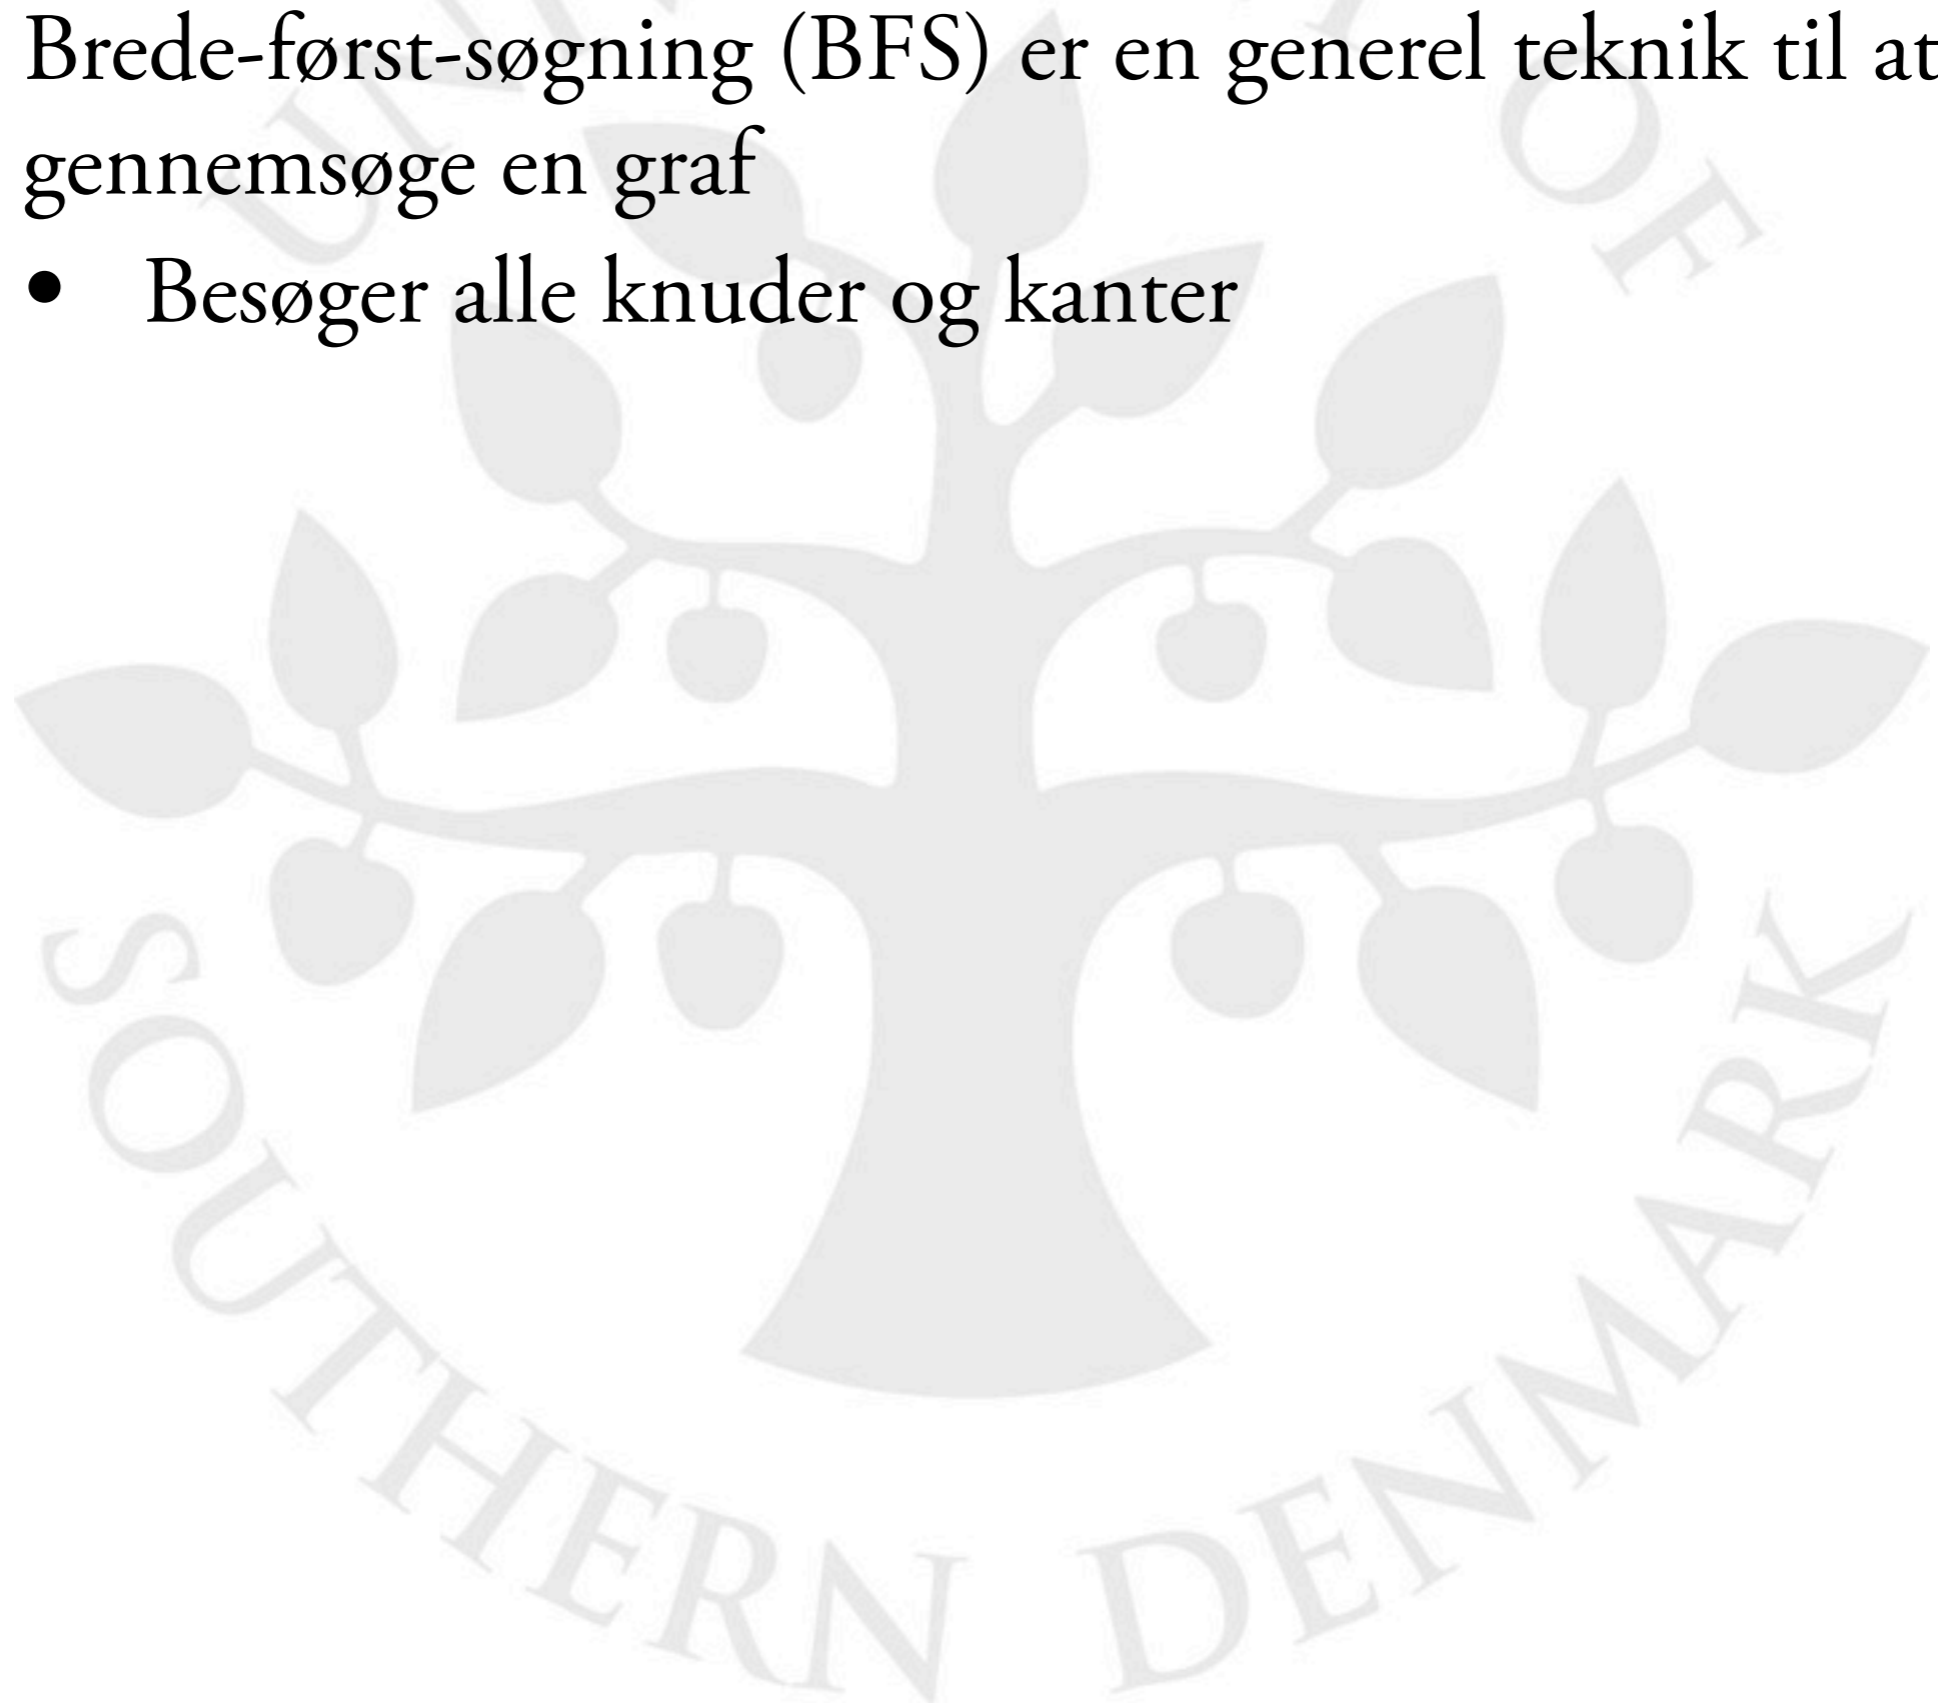 Brede-først-søgning (BFS) er en generel teknik til at
gennemsøge en graf
• Besøger alle knuder og kanter
OF
SOUTHERN DENMARK